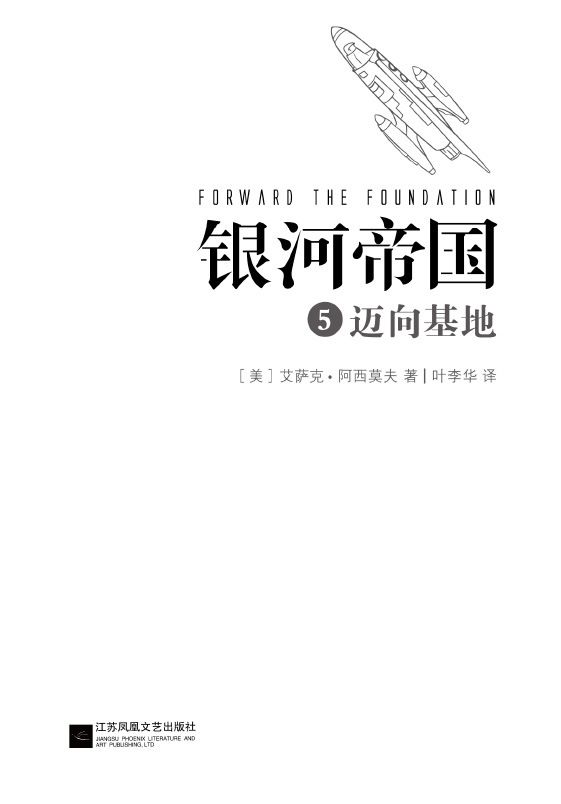 FORWARD THE FOUNDATION
银河帝国
5 迈向基地
［美］艾萨克·阿西莫夫 著|叶李华 译
江苏凤凰文艺出版社
JIANGSU PHOENIX LITERATURE AND
ART PUBLISHING,LTD